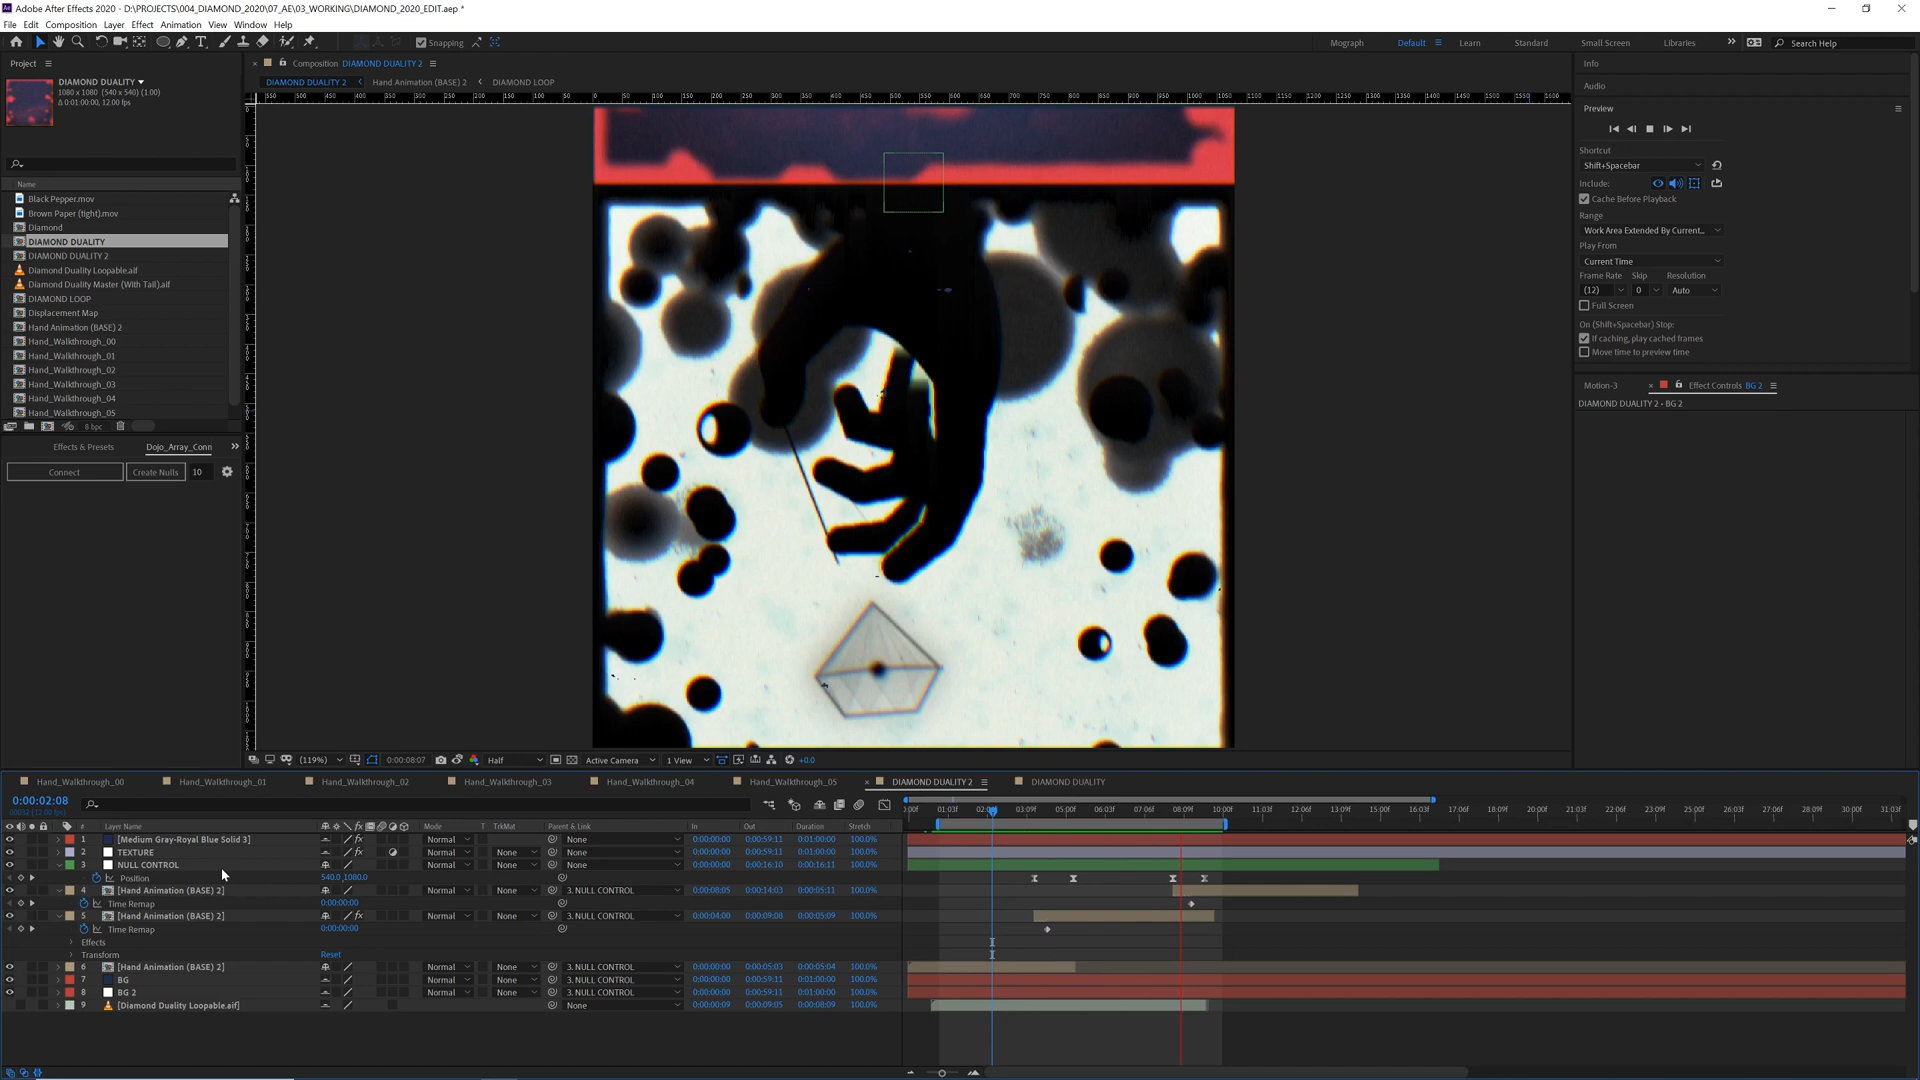 Adobe After Effects 2020 - D:\PROJECTS\004_DIAMOND_2020\07_AE\03_WORKING\DIAMOND_2020_EDIT.aep *
File Edit Composition Layer Effect Animation View Window Help
Snapping
Mograph Default Learn Standard Small Screen Libraries Search Help
Project
Composition DIAMOND DUALITY 2
DIAMOND DUALITY
1080 x 1080 (540 x 540) (1.00)
Δ 0:01:00:00, 12.00 fps
DIAMOND DUALITY 2 Hand Animation (BASE) 2 DIAMOND LOOP
Name
Black Pepper.mov
Brown Paper (tight).mov
Diamond
DIAMOND DUALITY
DIAMOND DUALITY 2
Diamond Duality Loopable.aif
Diamond Duality Master (With Tail).aif
DIAMOND LOOP
Displacement Map
Hand Animation (BASE) 2
Hand_Walkthrough_00
Hand_Walkthrough_01
Hand_Walkthrough_02
Hand_Walkthrough_03
Hand_Walkthrough_04
Hand_Walkthrough_05
8 bpc
Effects & Presets Dojo_Array_Conn
Connect Create Nulls 10
Info
Audio
Preview
Shortcut
Shift+Spacebar
Include:
Cache Before Playback
Range
Work Area Extended By Current...
Play From
Current Time
Frame Rate Skip Resolution
(12) 0 Auto
Full Screen
On (Shift+Spacebar) Stop:
If caching, play cached frames
Move time to preview time
Motion-3 Effect Controls BG 2
DIAMOND DUALITY 2 • BG 2
(119%) 0:00:08:07 Half Active Camera 1 View +0.0
Hand_Walkthrough_00 Hand_Walkthrough_01 Hand_Walkthrough_02 Hand_Walkthrough_03 Hand_Walkthrough_04 Hand_Walkthrough_05 DIAMOND DUALITY 2 DIAMOND DUALITY
0:00:02:08
# Layer Name Mode T TrkMat Parent & Link In Out Duration Stretch
1 [Medium Gray-Royal Blue Solid 3] Normal None 0:00:00:00 0:00:59:11 0:01:00:00 100.0%
2 TEXTURE Normal None None 0:00:00:00 0:00:59:11 0:01:00:00 100.0%
3 NULL CONTROL Normal None None 0:00:00:00 0:00:16:10 0:00:16:11 100.0%
Position 540.0,1080.0
4 [Hand Animation (BASE) 2] Normal None 3. NULL CONTROL 0:00:08:05 0:00:14:03 0:00:05:11 100.0%
Time Remap 0:00:00:00
5 [Hand Animation (BASE) 2] Normal None 3. NULL CONTROL 0:00:04:00 0:00:09:08 0:00:05:09 100.0%
Time Remap 0:00:00:00
Effects
Transform Reset
6 [Hand Animation (BASE) 2] Normal None 3. NULL CONTROL 0:00:00:00 0:00:05:03 0:00:05:04 100.0%
7 BG Normal None 3. NULL CONTROL 0:00:00:00 0:00:59:11 0:01:00:00 100.0%
8 BG 2 Normal None 3. NULL CONTROL 0:00:00:00 0:00:59:11 0:01:00:00 100.0%
9 [Diamond Duality Loopable.aif] None 0:00:00:09 0:00:09:05 0:00:08:09 100.0%